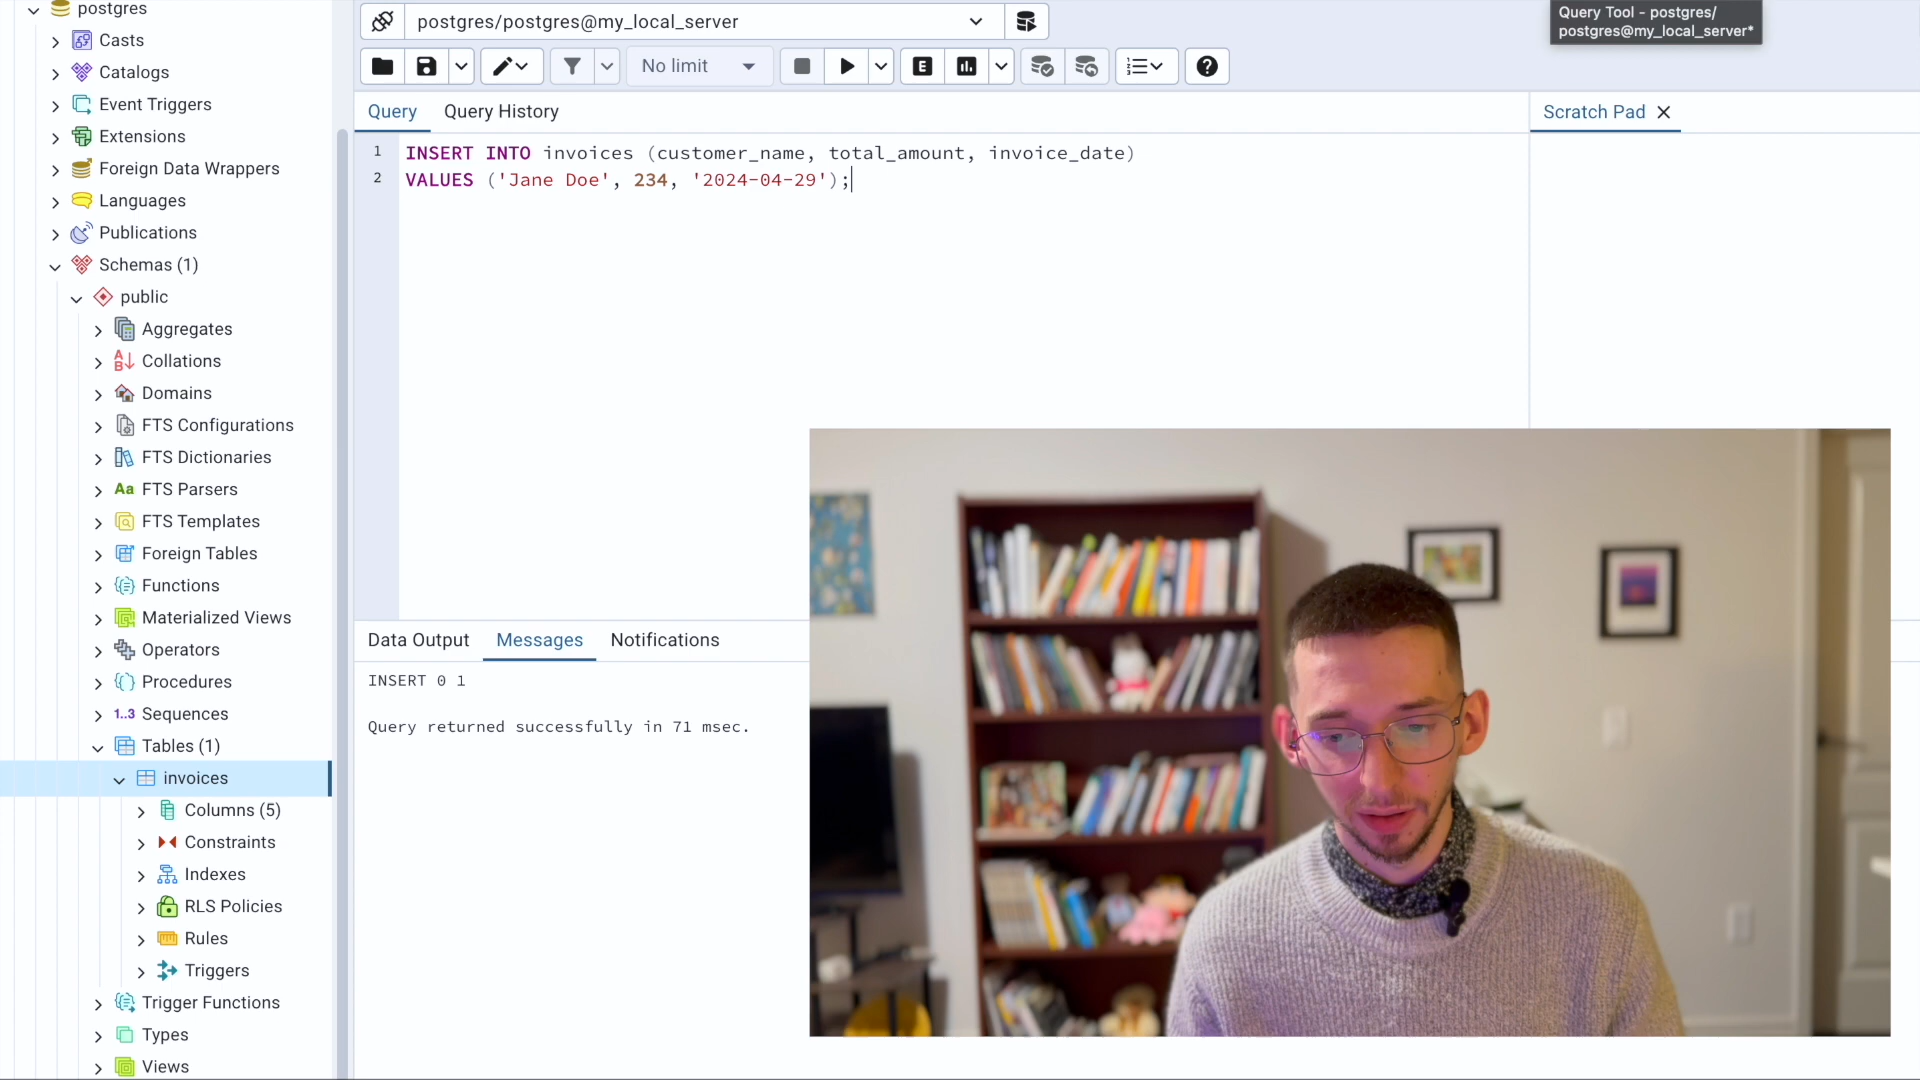 postgres
Casts
Catalogs
Event Triggers
Extensions
Foreign Data Wrappers
Languages
Publications
Schemas (1)
public
Aggregates
Collations
Domains
FTS Configurations
FTS Dictionaries
Aa FTS Parsers
FTS Templates
Foreign Tables
Functions
Materialized Views
Operators
Procedures
1..3 Sequences
Tables (1)
invoices
Columns (5)
Constraints
Indexes
RLS Policies
Rules
Triggers
Trigger Functions
Types
Views
postgres/postgres@my_local_server
No limit
E
Query Tool - postgres/
postgres@my_local_server*
Query Query History
Scratch Pad
1 INSERT INTO invoices (customer_name, total_amount, invoice_date)
2 VALUES ('Jane Doe', 234, '2024-04-29');
Data Output Messages Notifications
INSERT 0 1
Query returned successfully in 71 msec.